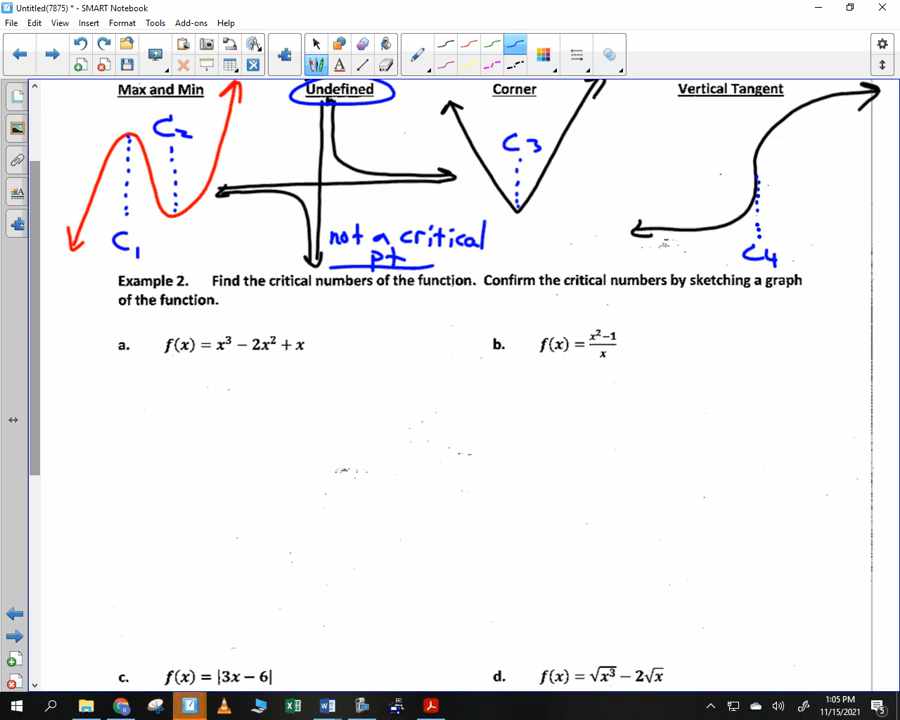 Untitled(7875) * - SMART Notebook
File Edit View Insert Format Tools Add-ons Help
Max and Min Undefined Corner Vertical Tangent
C2
C3
C1
not a critical
pt
C4
Example 2. Find the critical numbers of the function. Confirm the critical numbers by sketching a graph
of the function.
a. f(x) = x³ − 2x² + x
b. f(x) = (x²−1)/x
c. f(x) = |3x − 6|
d. f(x) = √x³ − 2√x
1:05 PM
11/15/2021
5